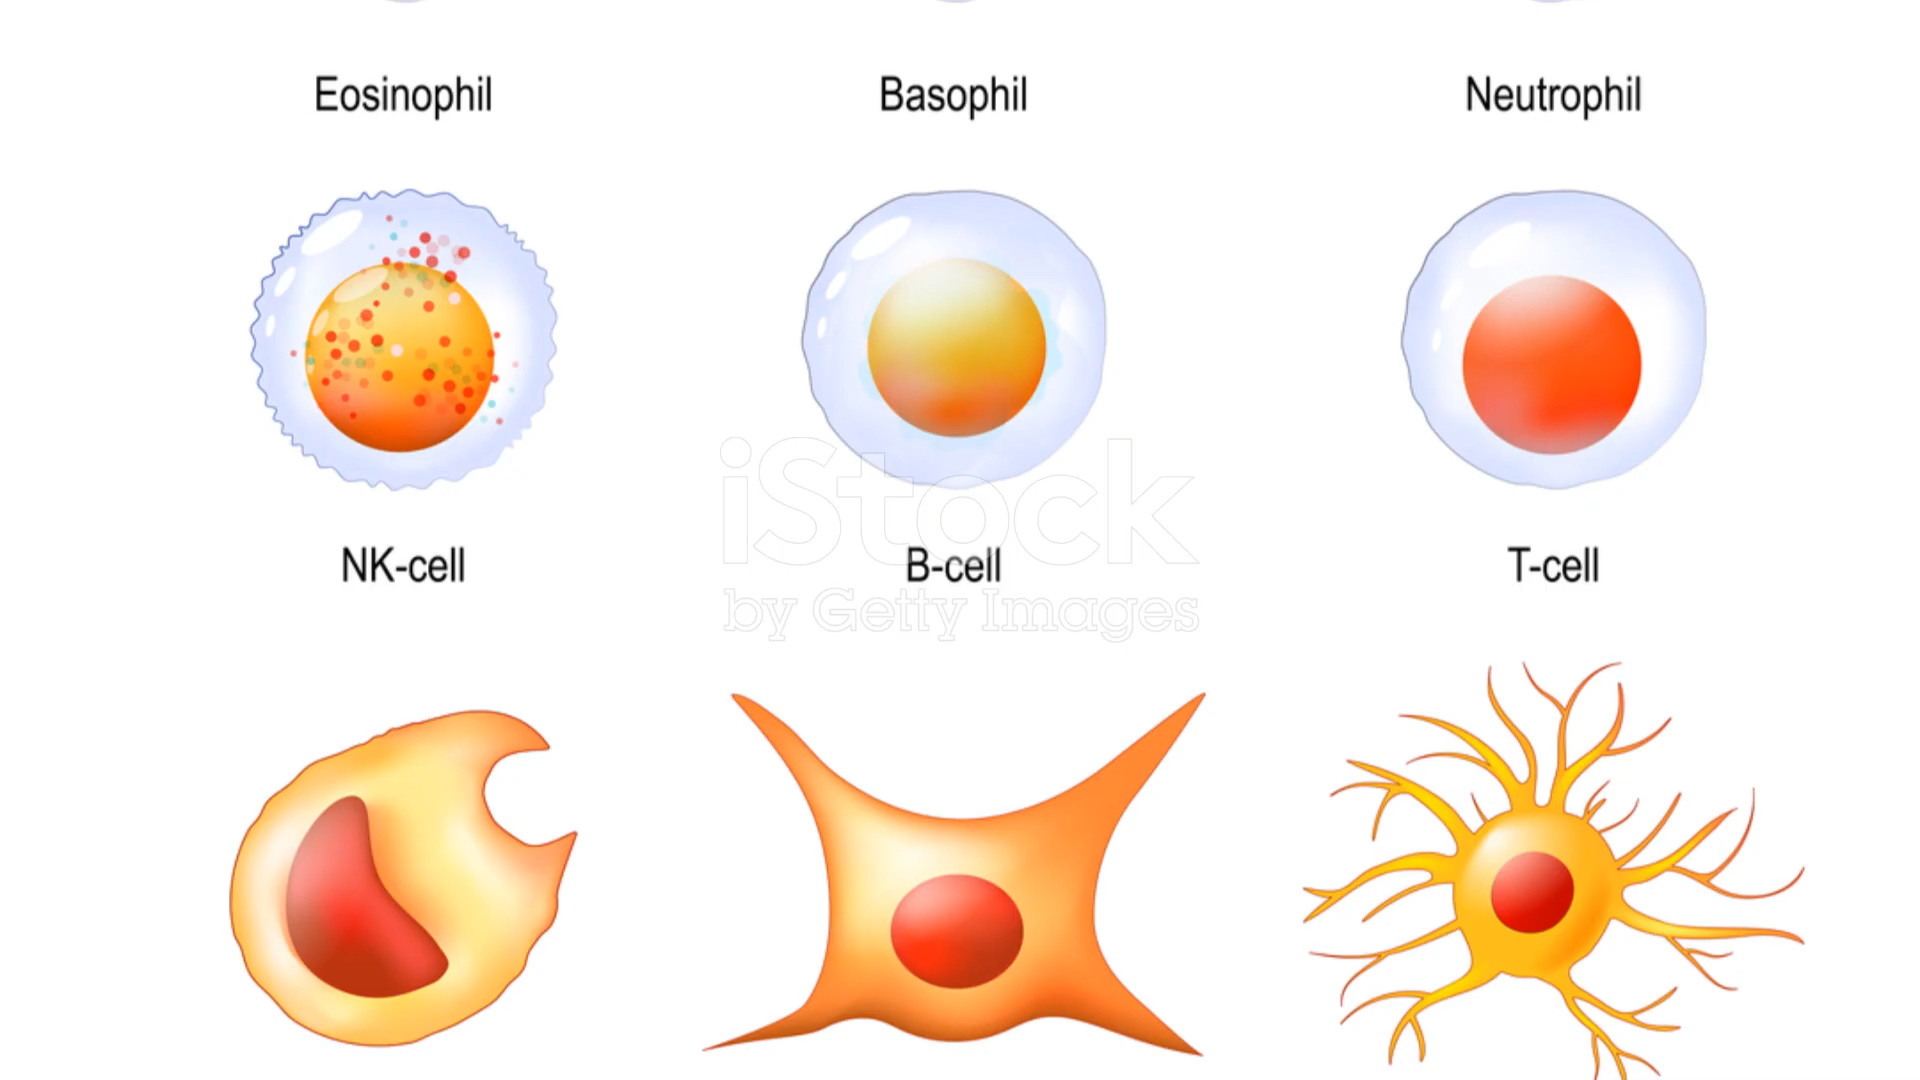 Eosinophil Basophil Neutrophil
NK-cell B-cell T-cell
iStock
by Getty Images